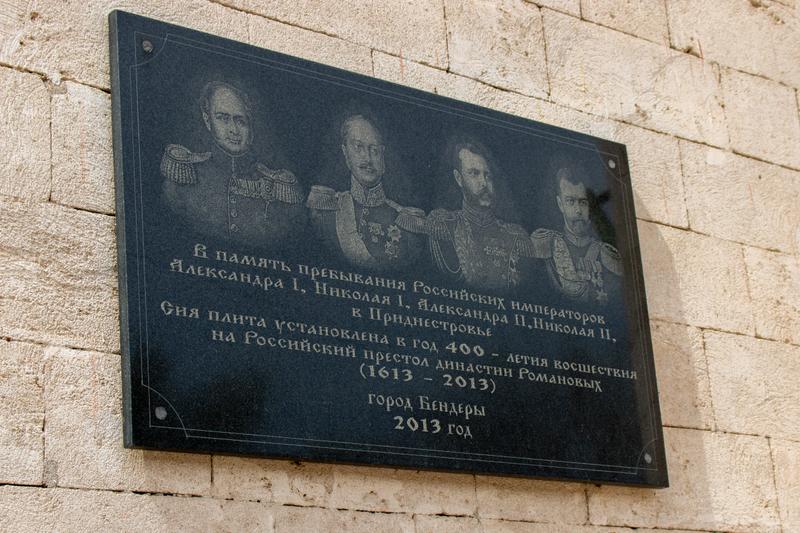 В память пребывания Российских императоров
Александра I, Николая I, Александра II, Николая II,
в Приднестровье
Сия плита установлена в год 400 - летия восшествия
на Российский престол династии Романовых
(1613 - 2013)
город Бендеры
2013 год